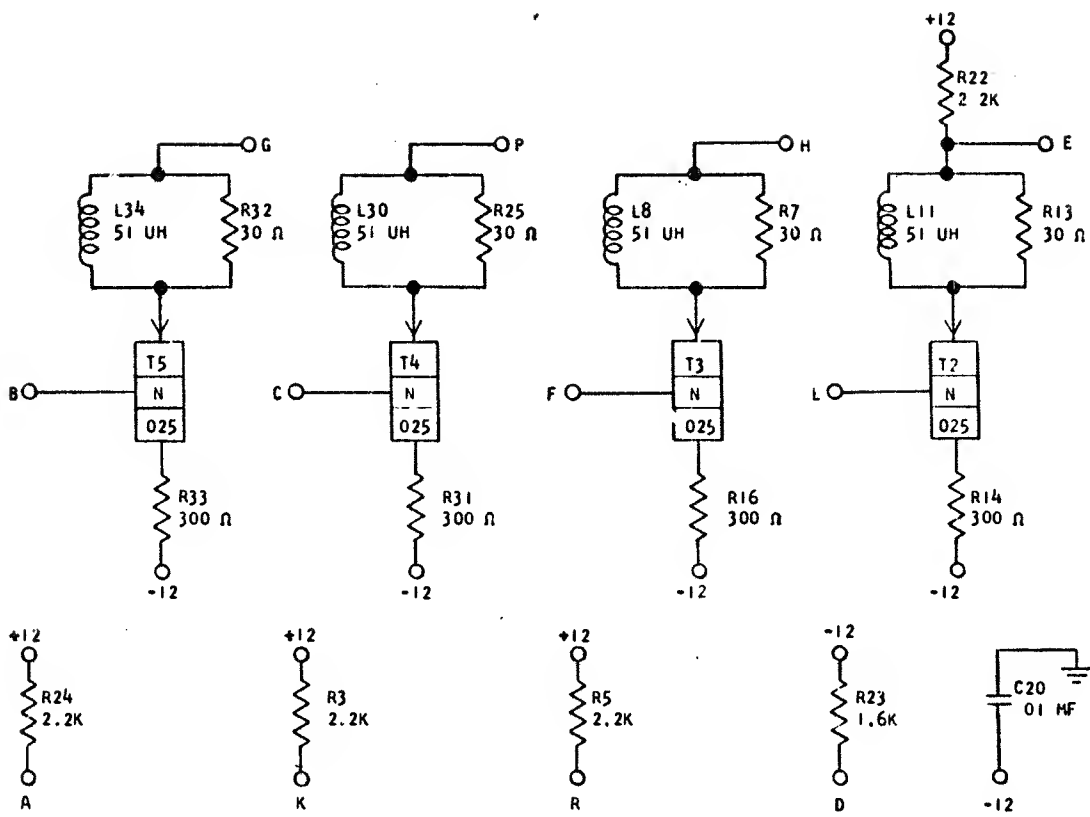 +12
R22
2 2K
G
P
H
E
L34
51 UH
R32
30 Ω
L30
51 UH
R25
30 Ω
L8
51 UH
R7
30 Ω
L11
51 UH
R13
30 Ω
T5
N
025
B
T4
N
025
C
T3
N
025
F
T2
N
025
L
R33
300 Ω
R31
300 Ω
R16
300 Ω
R14
300 Ω
-12
-12
-12
-12
+12
R24
2.2K
A
+12
R3
2.2K
K
+12
R5
2.2K
R
-12
R23
1.6K
D
C20
01 MF
-12